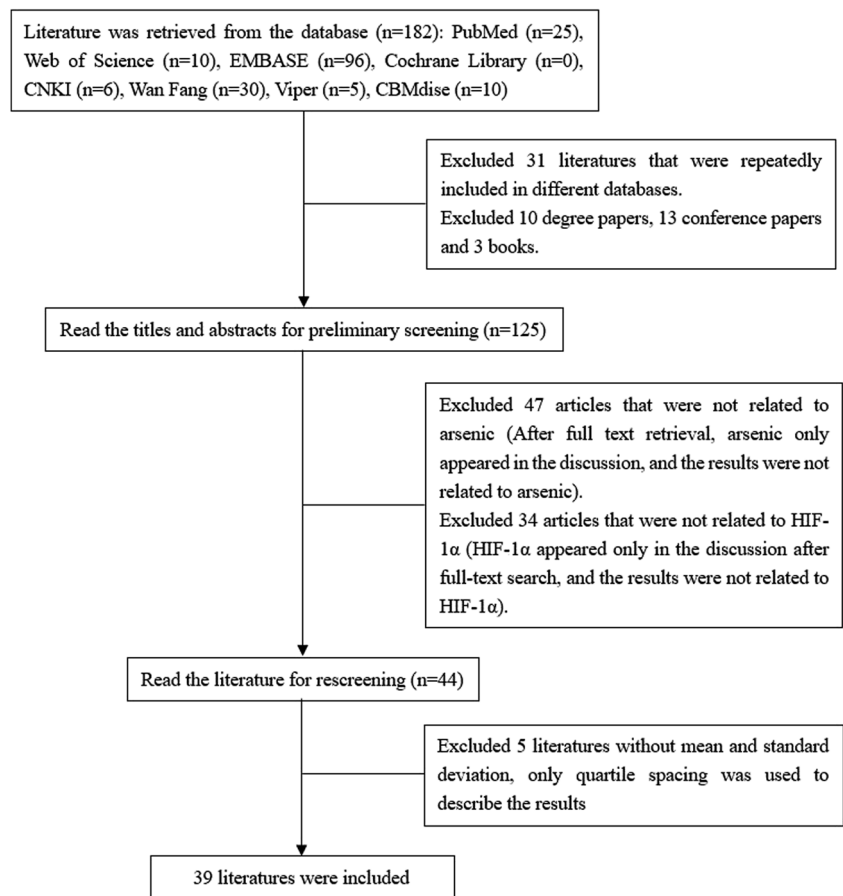 Literature was retrieved from the database (n=182): PubMed (n=25),
Web of Science (n=10), EMBASE (n=96), Cochrane Library (n=0),
CNKI (n=6), Wan Fang (n=30), Viper (n=5), CBMdise (n=10)
Excluded 31 literatures that were repeatedly
included in different databases.
Excluded 10 degree papers, 13 conference papers
and 3 books.
Read the titles and abstracts for preliminary screening (n=125)
Excluded 47 articles that were not related to
arsenic (After full text retrieval, arsenic only
appeared in the discussion, and the results were not
related to arsenic).
Excluded 34 articles that were not related to HIF-
1α (HIF-1α appeared only in the discussion after
full-text search, and the results were not related to
HIF-1α).
Read the literature for rescreening (n=44)
Excluded 5 literatures without mean and standard
deviation, only quartile spacing was used to
describe the results
39 literatures were included